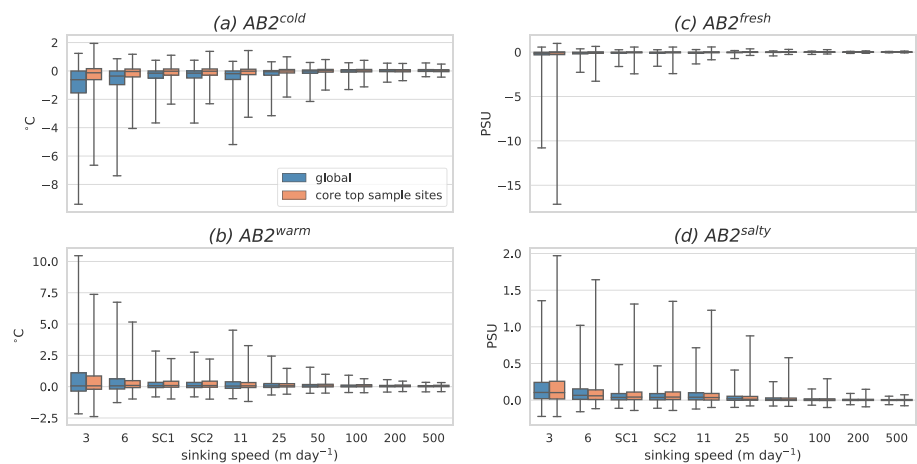 (a) AB2cold
2
0
−2
−4
−6
−8
°C
global
core top sample sites
(c) AB2fresh
0
−5
−10
−15
PSU
(b) AB2warm
10.0
7.5
5.0
2.5
0.0
−2.5
°C
3 6 SC1 SC2 11 25 50 100 200 500
sinking speed (m day⁻¹)
(d) AB2salty
2.0
1.5
1.0
0.5
0.0
PSU
3 6 SC1 SC2 11 25 50 100 200 500
sinking speed (m day⁻¹)